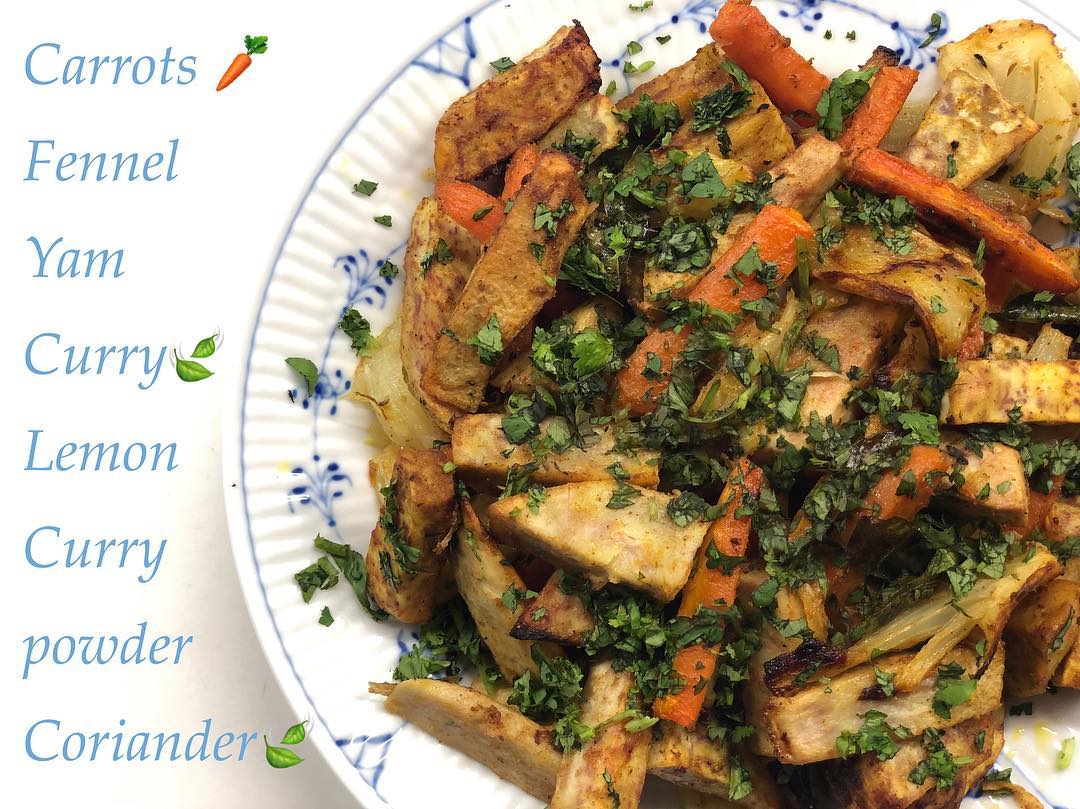 Carrots 🥕
Fennel
Yam
Curry🍃
Lemon
Curry
powder
Coriander🍃